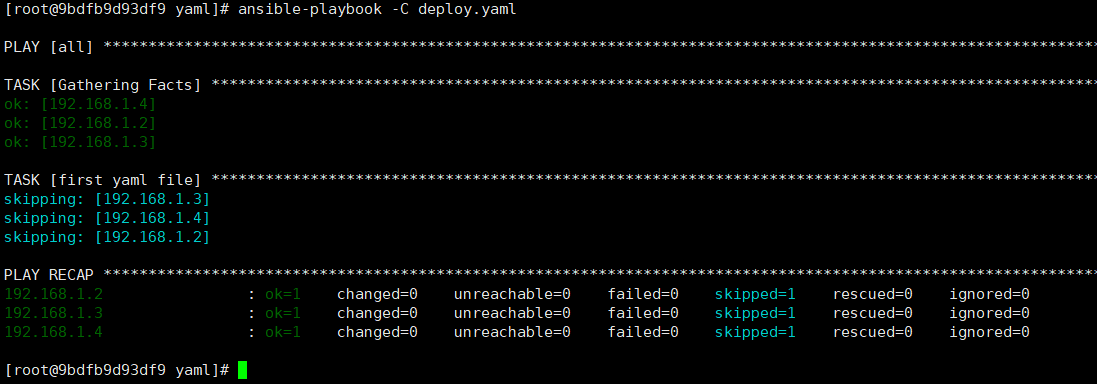 [root@9bdfb9d93df9 yaml]# ansible-playbook -C deploy.yaml
PLAY [all] **************************************************************************************************************
TASK [Gathering Facts] **************************************************************************************************
ok: [192.168.1.4]
ok: [192.168.1.2]
ok: [192.168.1.3]
TASK [first yaml file] **************************************************************************************************
skipping: [192.168.1.3]
skipping: [192.168.1.4]
skipping: [192.168.1.2]
PLAY RECAP **************************************************************************************************************
192.168.1.2 : ok=1 changed=0 unreachable=0 failed=0 skipped=1 rescued=0 ignored=0
192.168.1.3 : ok=1 changed=0 unreachable=0 failed=0 skipped=1 rescued=0 ignored=0
192.168.1.4 : ok=1 changed=0 unreachable=0 failed=0 skipped=1 rescued=0 ignored=0
[root@9bdfb9d93df9 yaml]#